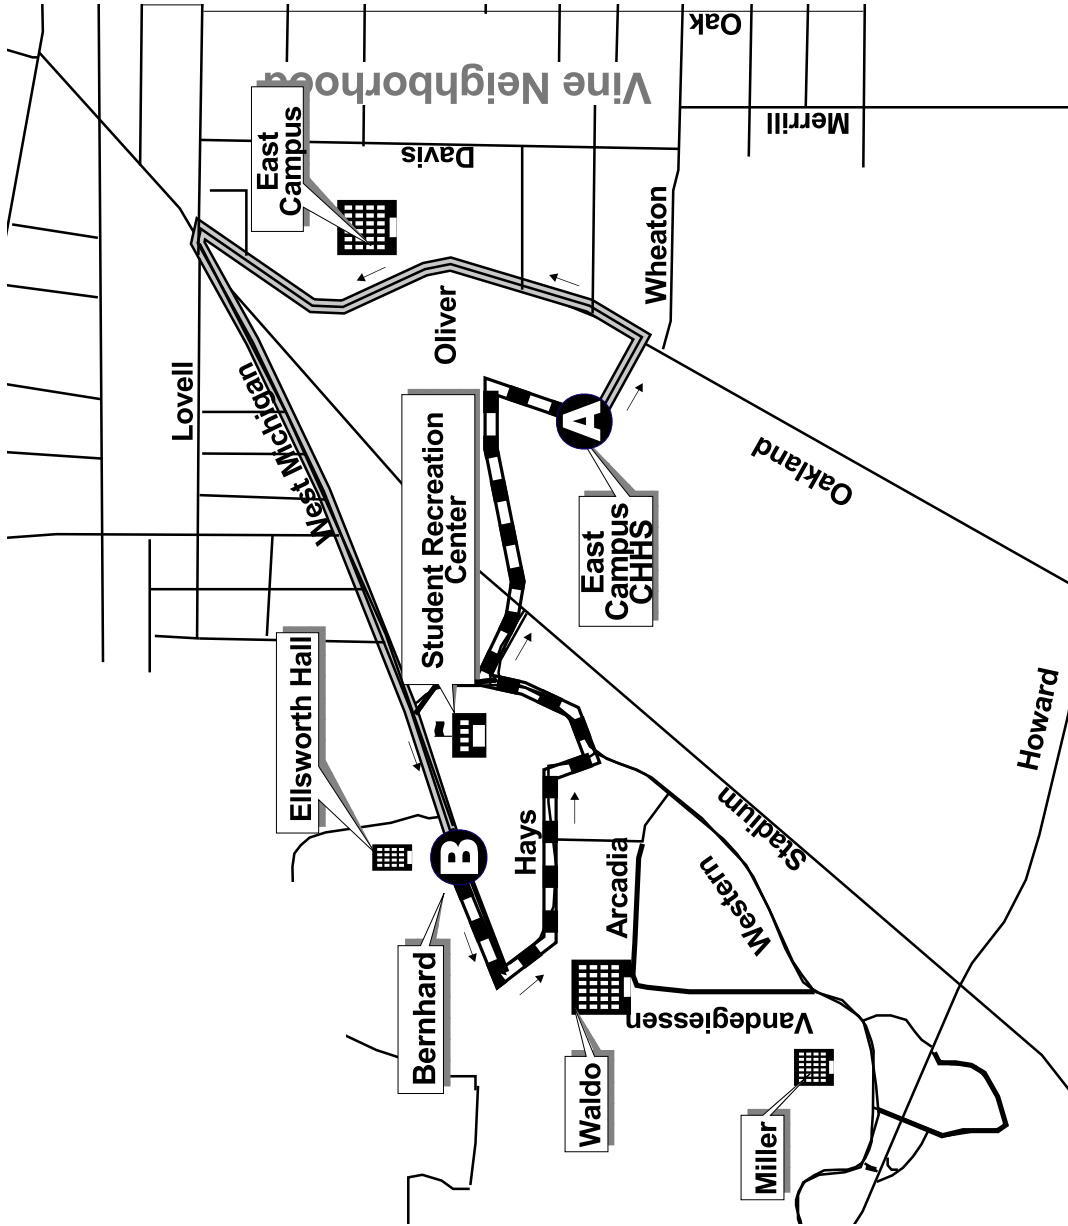 Oak
Vine Neighborhood
Merrill
East
Campus
Davis
Wheaton
Oliver
Lovell
West Michigan
Student Recreation
Center
A
Oakland
East
Campus
CHHS
Ellsworth Hall
Howard
B
Hays
Stadium
Arcadia
Western
Bernhard
Vandegiessen
Waldo
Miller